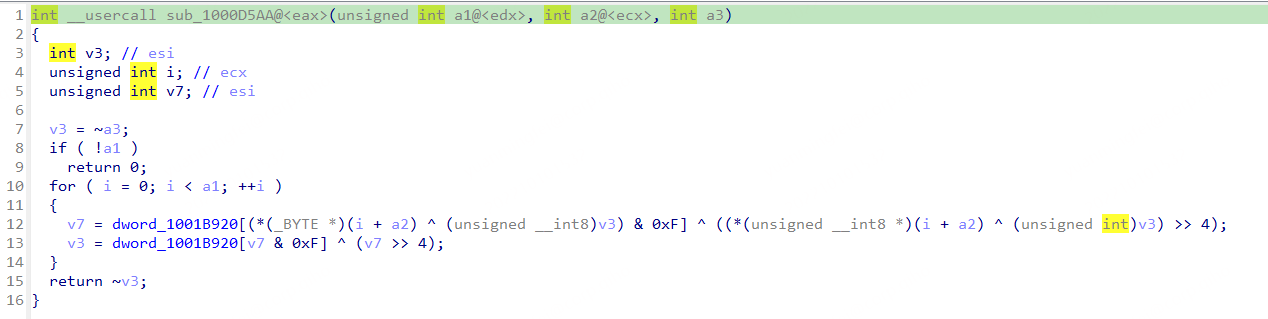 1 int __usercall sub_1000D5AA@<eax>(unsigned int a1@<edx>, int a2@<ecx>, int a3)
2 {
3   int v3; // esi
4   unsigned int i; // ecx
5   unsigned int v7; // esi
6
7   v3 = ~a3;
8   if ( !a1 )
9     return 0;
10   for ( i = 0; i < a1; ++i )
11   {
12     v7 = dword_1001B920[(*(_BYTE *)(i + a2) ^ (unsigned __int8)v3) & 0xF] ^ ((*(unsigned __int8 *)(i + a2) ^ (unsigned int)v3) >> 4);
13     v3 = dword_1001B920[v7 & 0xF] ^ (v7 >> 4);
14   }
15   return ~v3;
16 }